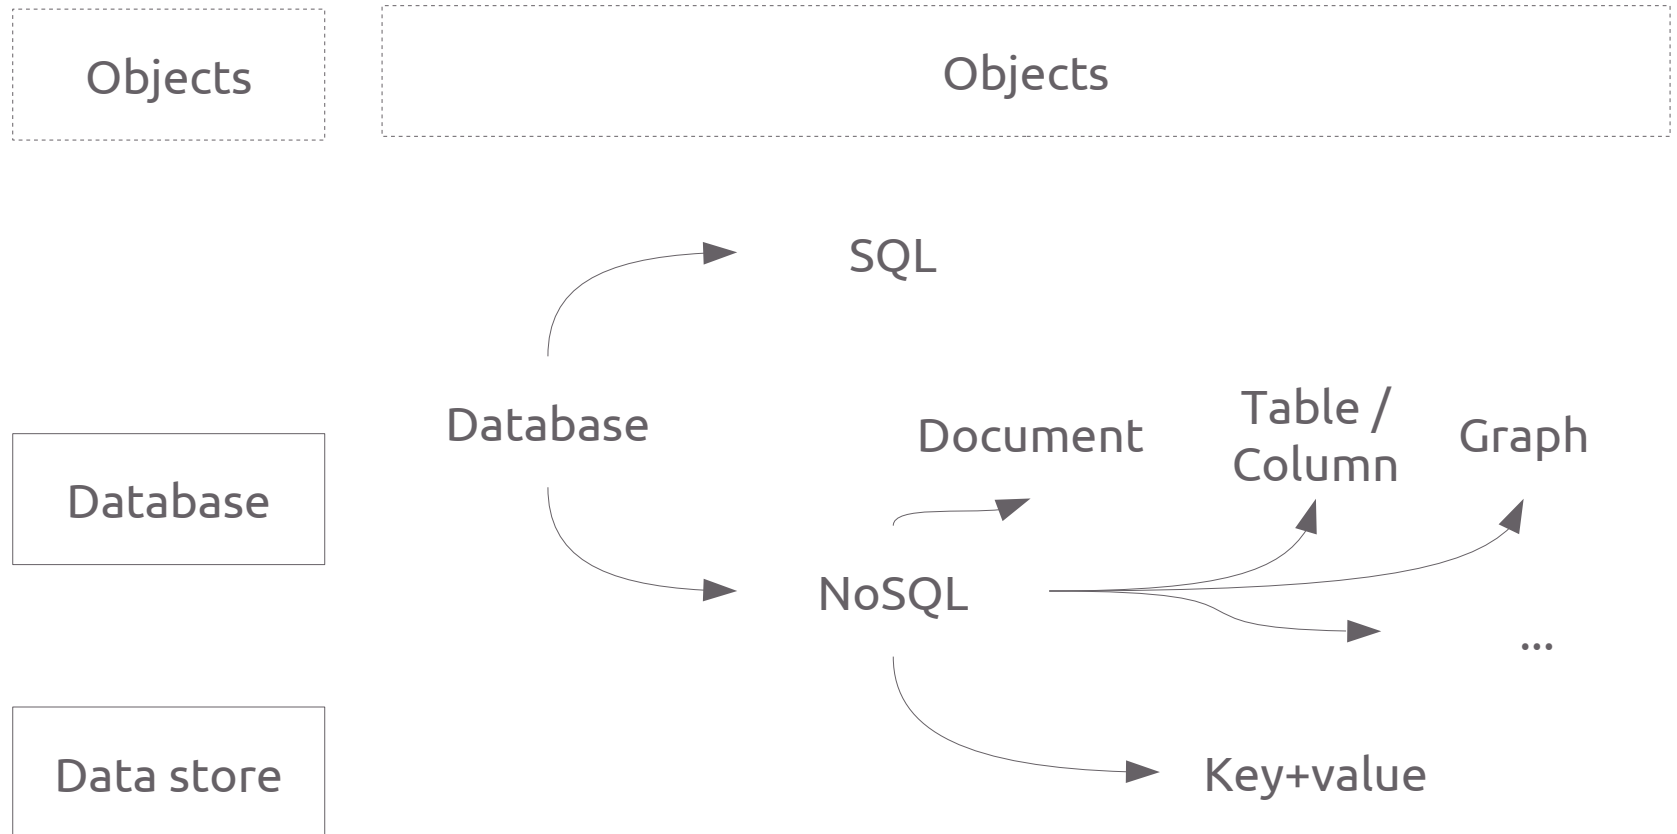 Objects
Objects
SQL
Database
Document
Table /
Column
Graph
Database
NoSQL
...
Data store
Key+value